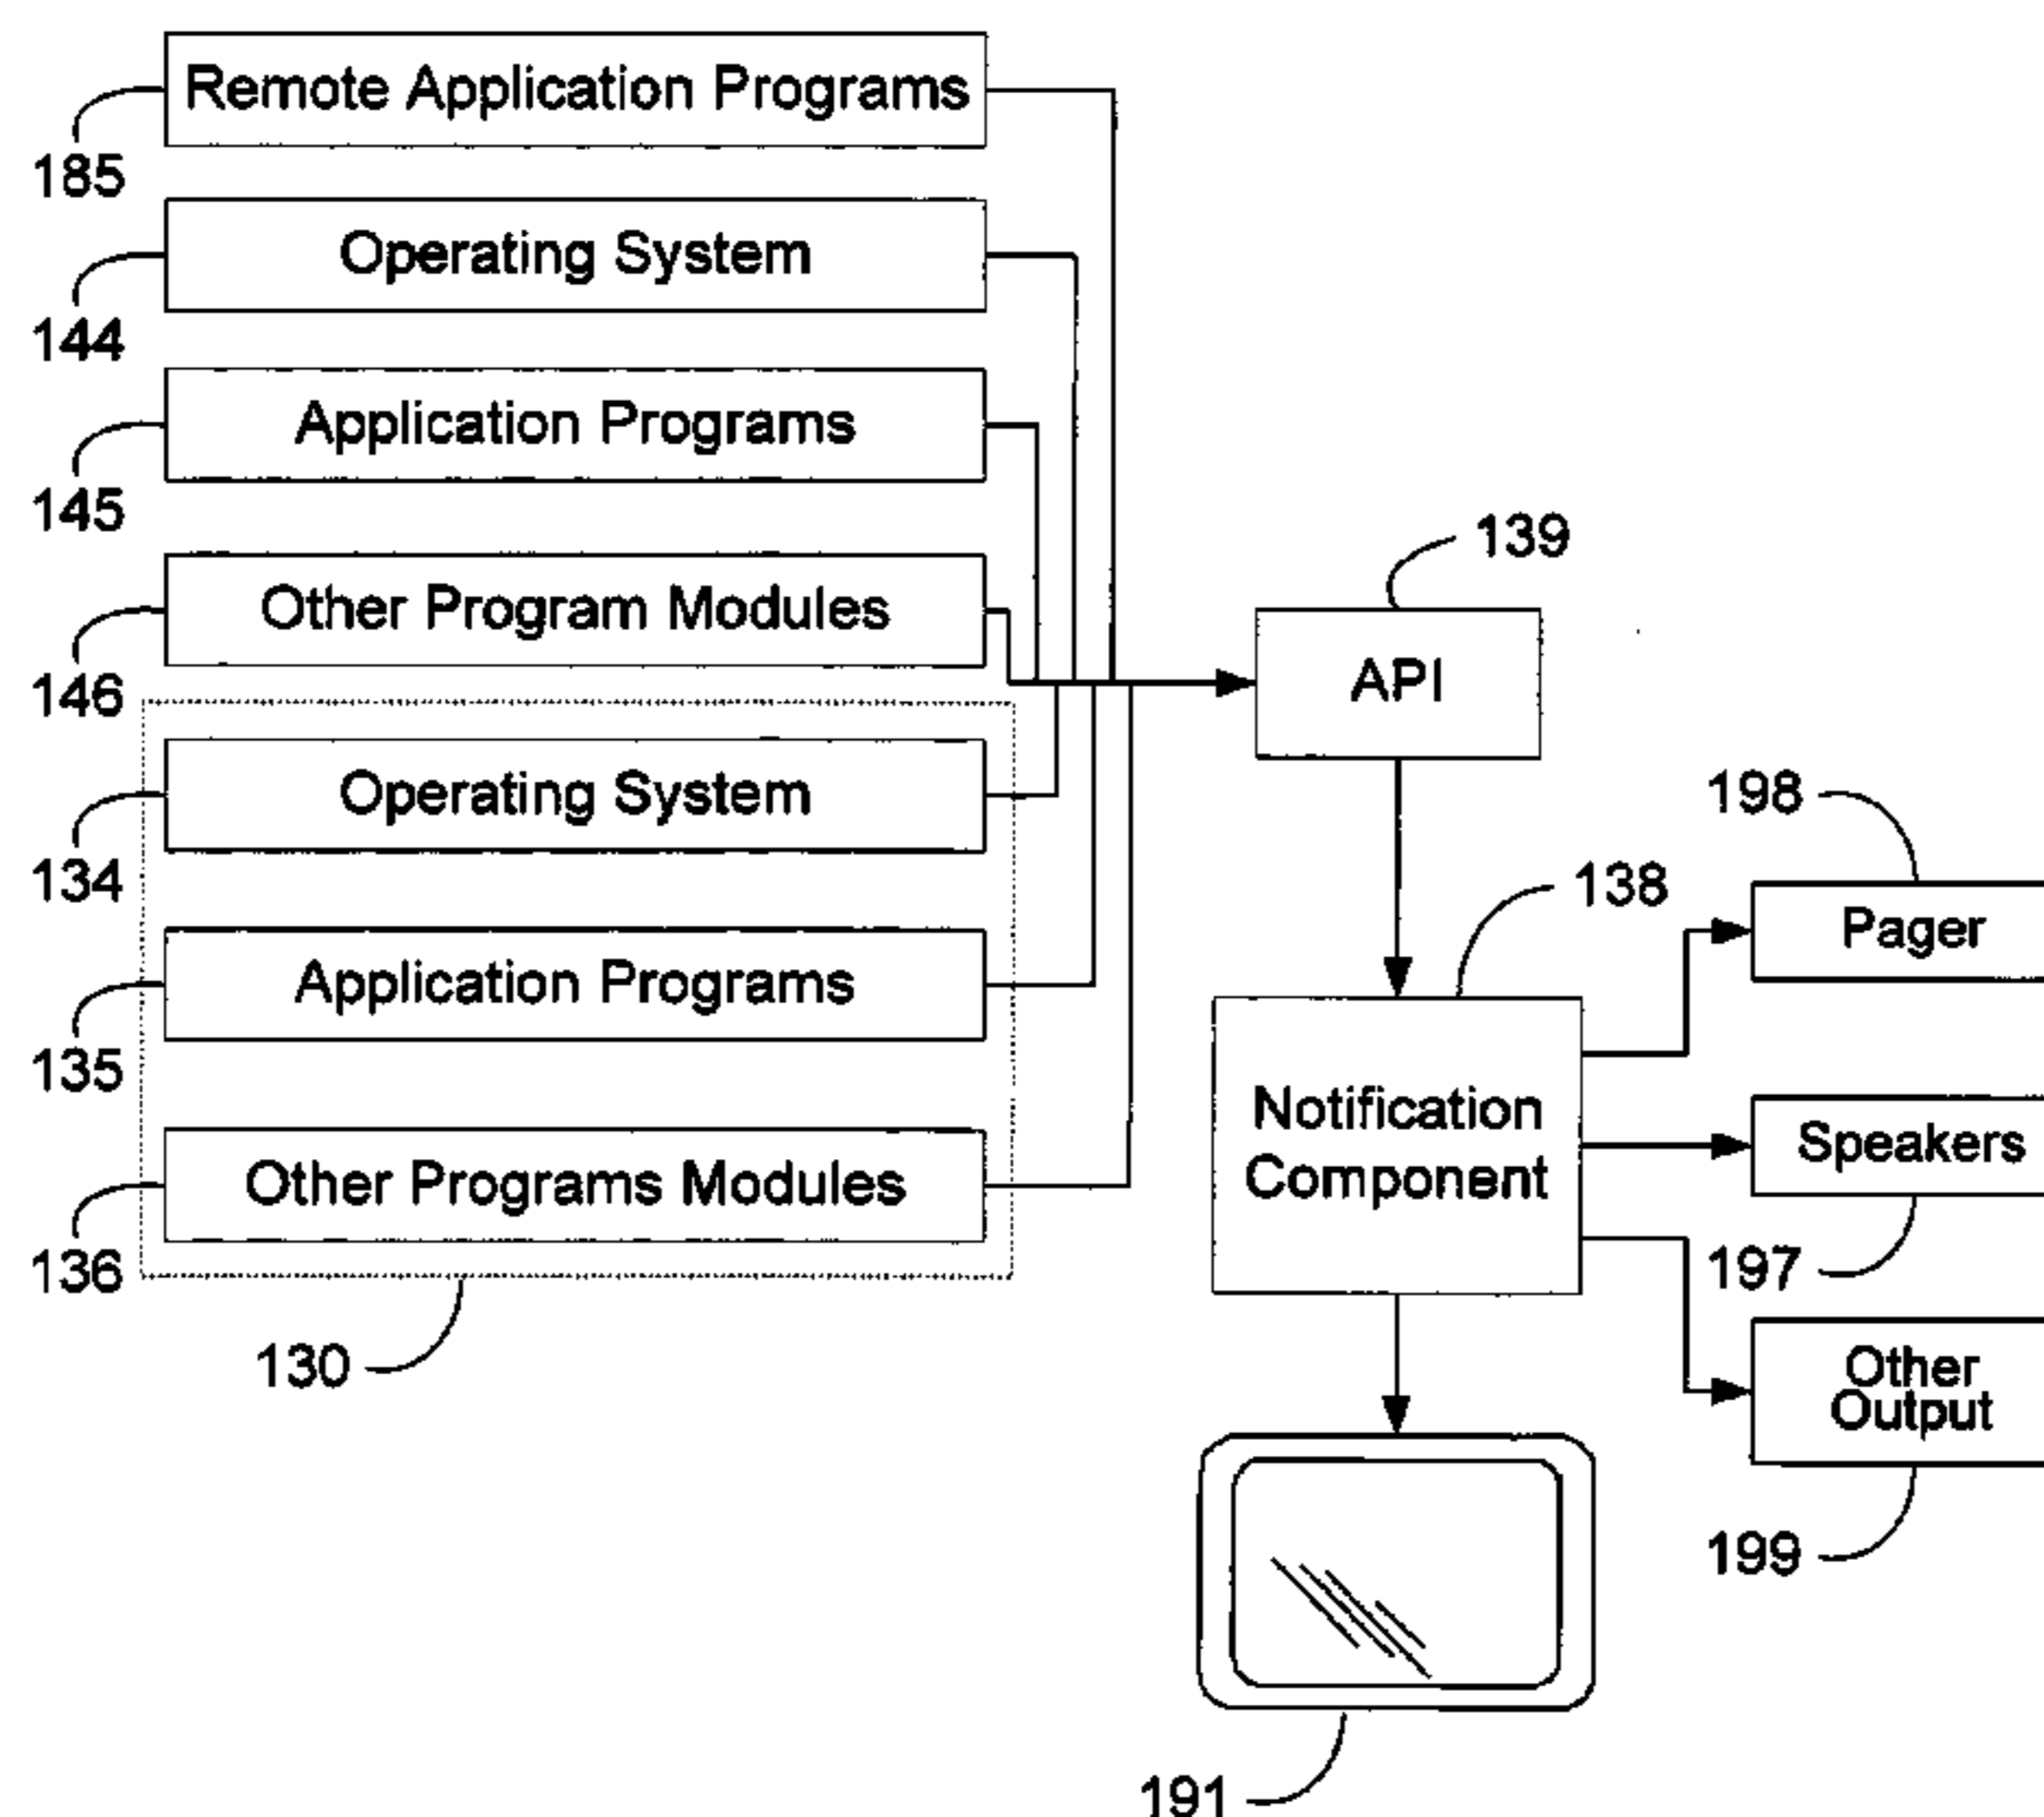 Remote Application Programs
185
Operating System
144
Application Programs
145
Other Program Modules
146
Operating System
134
Application Programs
135
Other Programs Modules
136
130
139
API
138
Notification
Component
198
Pager
Speakers
197
Other
Output
199
191